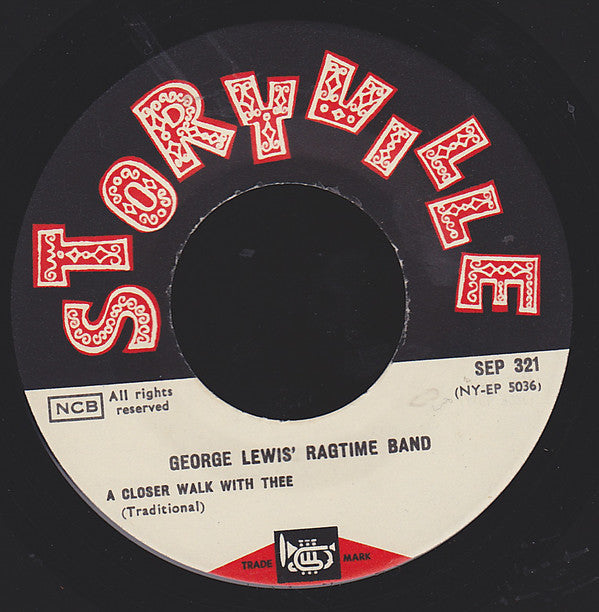 STORYVILLE
SEP 321
(NY-EP 5036)
NCB
All rights
reserved
GEORGE LEWIS' RAGTIME BAND
A CLOSER WALK WITH THEE
(Traditional)
TRADE MARK